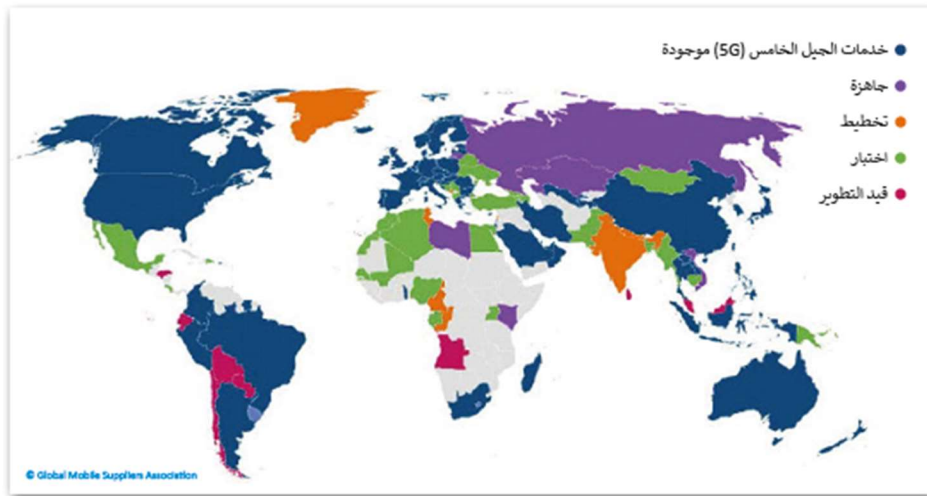 خدمات الجيل الخامس (5G) موجودة
جاهزة
تخطيط
اختبار
قيد التطوير
© Global Mobile Suppliers Association